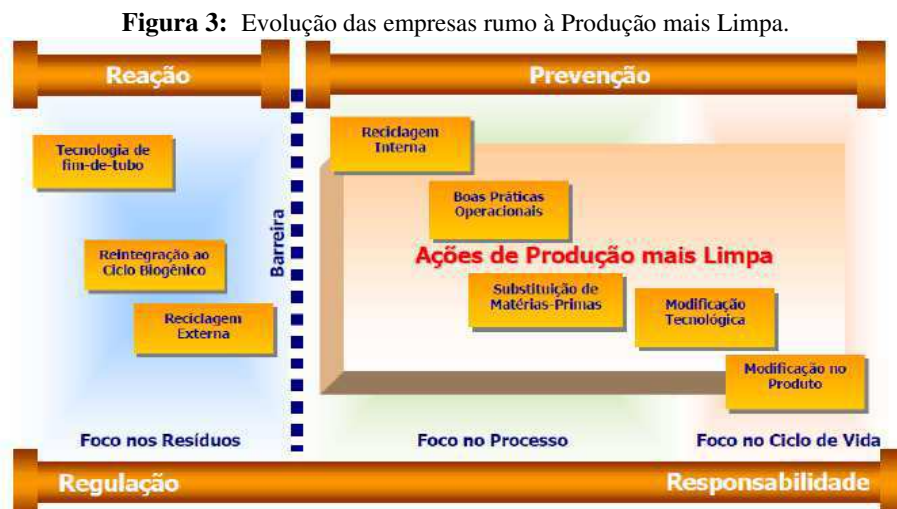 Figura 3: Evolução das empresas rumo à Produção mais Limpa.
Reação
Prevenção
Tecnologia de
fim-de-tubo
Reintegração ao
Ciclo Biogênico
Reciclagem
Externa
Barreira
Reciclagem
Interna
Boas Práticas
Operacionais
Ações de Produção mais Limpa
Substituição de
Matérias-Primas
Modificação
Tecnológica
Modificação no
Produto
Foco nos Resíduos
Foco no Processo
Foco no Ciclo de Vida
Regulação
Responsabilidade